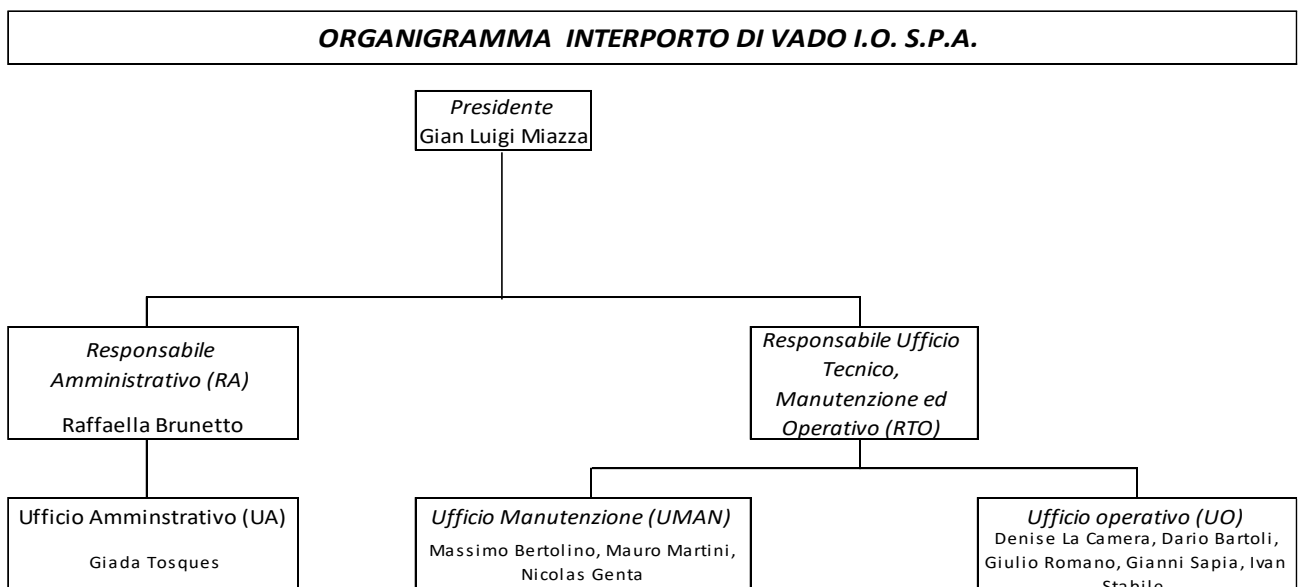 ORGANIGRAMMA INTERPORTO DI VADO I.O. S.P.A.
Presidente
Gian Luigi Miazza
Responsabile
Amministrativo (RA)
Raffaella Brunetto
Responsabile Ufficio
Tecnico,
Manutenzione ed
Operativo (RTO)
Ufficio Amminstrativo (UA)
Giada Tosques
Ufficio Manutenzione (UMAN)
Massimo Bertolino, Mauro Martini,
Nicolas Genta
Ufficio operativo (UO)
Denise La Camera, Dario Bartoli,
Giulio Romano, Gianni Sapia, Ivan
Stabile